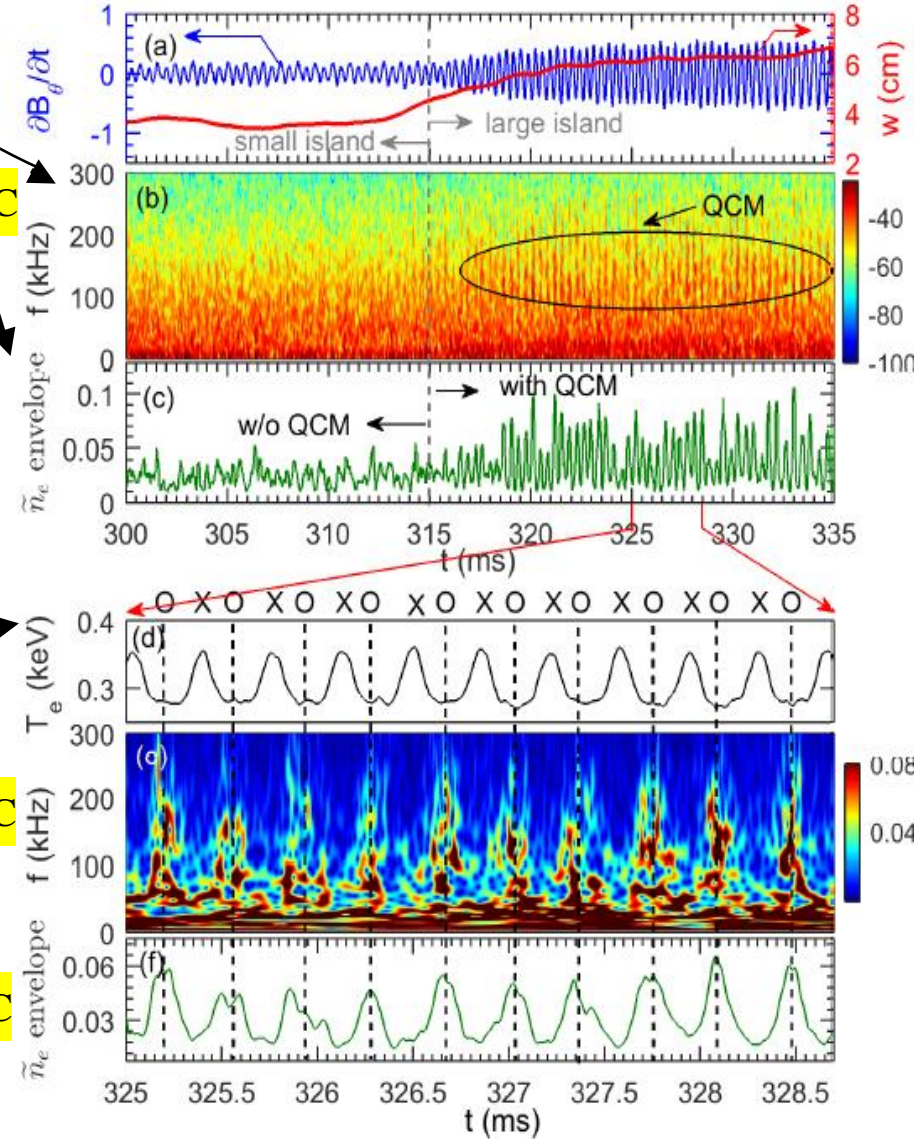 (a)
∂B_θ/∂t
1
0
-1
8
6
4
2
w (cm)
small island
large island
(b)
QCM
C
f (kHz)
300
200
100
0
-40
-60
-80
-100
(c)
w/o QCM
with QCM
ñ_e envelope
0.1
0.05
0
300 305 310 315 320 325 330 335
t (ms)
O X O X O X O X O X O X O X O X O X O
(d)
T_e (keV)
0.4
0.3
C
f (kHz)
300
200
100
0
0.08
0.04
(f)
C
ñ_e envelope
0.06
0.03
325 325.5 326 326.5 327 327.5 328 328.5
t (ms)